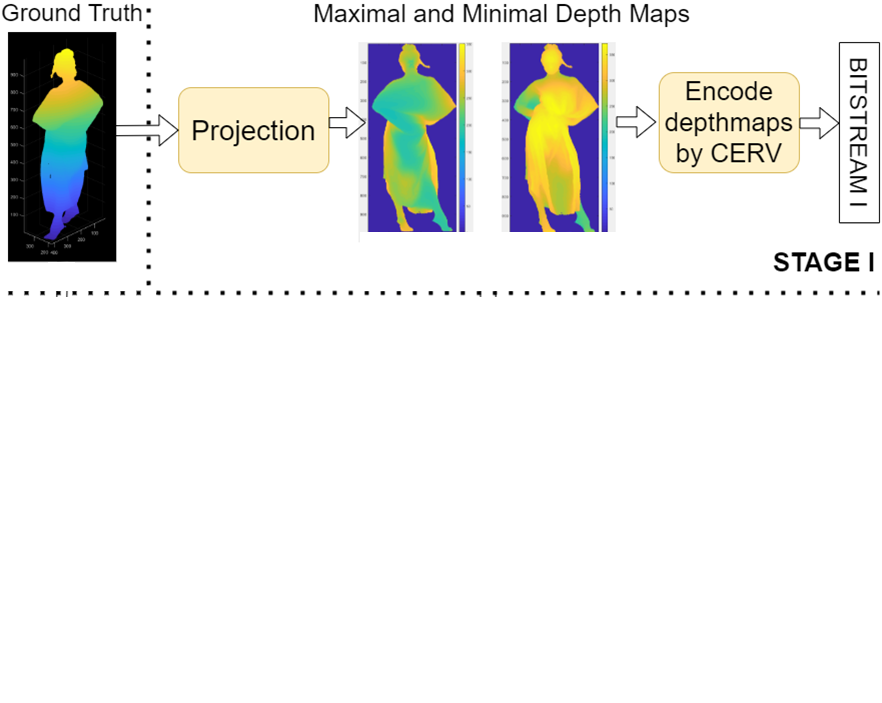 Ground Truth
Maximal and Minimal Depth Maps
Projection
Encode
depthmaps
by CERV
BITSTREAM I
STAGE I